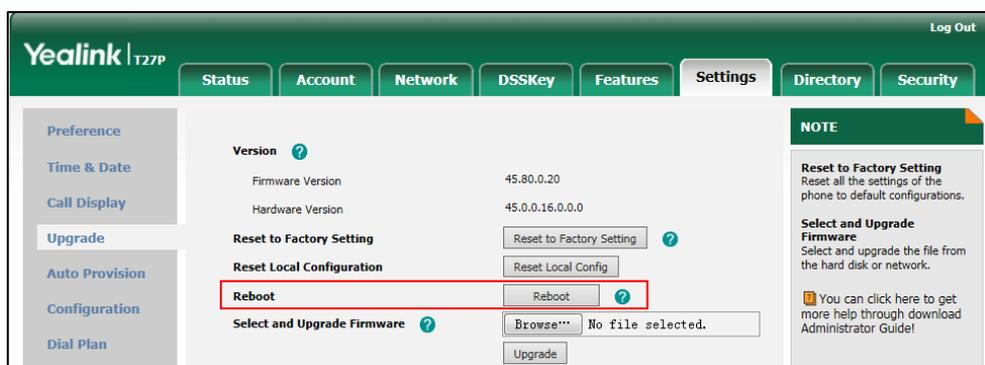 Log Out
Yealink | T27P
Status Account Network DSSKey Features Settings Directory Security
Preference
Time & Date
Call Display
Upgrade
Auto Provision
Configuration
Dial Plan
Version ?
Firmware Version 45.80.0.20
Hardware Version 45.0.0.16.0.0.0
Reset to Factory Setting Reset to Factory Setting ?
Reset Local Configuration Reset Local Config
Reboot Reboot ?
Select and Upgrade Firmware ? Browse… No file selected.
Upgrade
NOTE
Reset to Factory Setting
Reset all the settings of the
phone to default configurations.
Select and Upgrade
Firmware
Select and upgrade the file from
the hard disk or network.
? You can click here to get
more help through download
Administrator Guide!